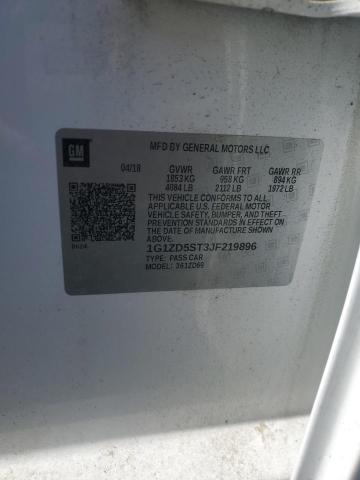 GM
MFD BY GENERAL MOTORS LLC
04/18 GVWR GAWR FRT GAWR RR
1853 KG 958 KG 894 KG
4084 LB 2112 LB 1972 LB
THIS VEHICLE CONFORMS TO ALL APPLICABLE
U.S. FEDERAL MOTOR VEHICLE
SAFETY, BUMPER, AND THEFT
PREVENTION STANDARDS IN EFFECT ON
THE DATE OF MANUFACTURE SHOWN
ABOVE.
1G1ZD5ST3JF219896
TYPE: PASS CAR
MODEL: 1ZD69